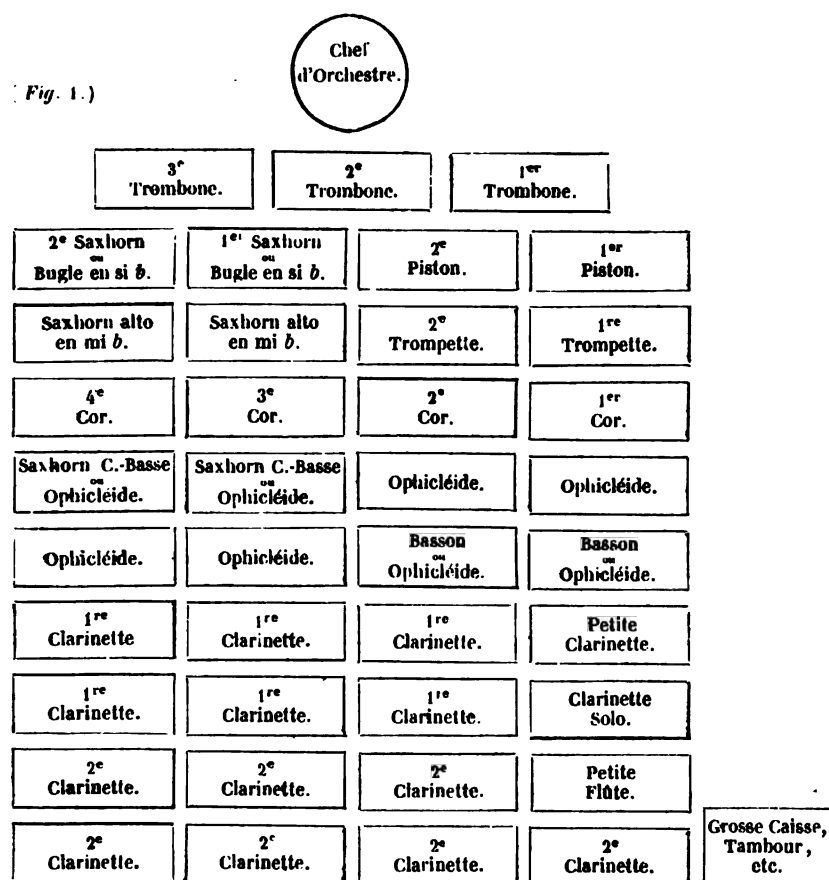 Chef
d'Orchestre.
(Fig. 1.)
3e
Trombone.
2e
Trombone.
1er
Trombone.
2e Saxhorn
ou
Bugle en si b.
1er Saxhorn
ou
Bugle en si b.
2e
Piston.
1er
Piston.
Saxhorn alto
en mi b.
Saxhorn alto
en mi b.
2e
Trompette.
1re
Trompette.
4e
Cor.
3e
Cor.
2e
Cor.
1er
Cor.
Saxhorn C.-Basse
ou
Ophicléide.
Saxhorn C.-Basse
ou
Ophicléide.
Ophicléide.
Ophicléide.
Ophicléide.
Ophicléide.
Basson
ou
Ophicléide.
Basson
ou
Ophicléide.
1re
Clarinette
1re
Clarinette.
1re
Clarinette.
Petite
Clarinette.
1re
Clarinette.
1re
Clarinette.
1re
Clarinette.
Clarinette
Solo.
2e
Clarinette.
2e
Clarinette.
2e
Clarinette.
Petite
Flûte.
2e
Clarinette.
2e
Clarinette.
2e
Clarinette.
2e
Clarinette.
Grosse Caisse,
Tambour,
etc.